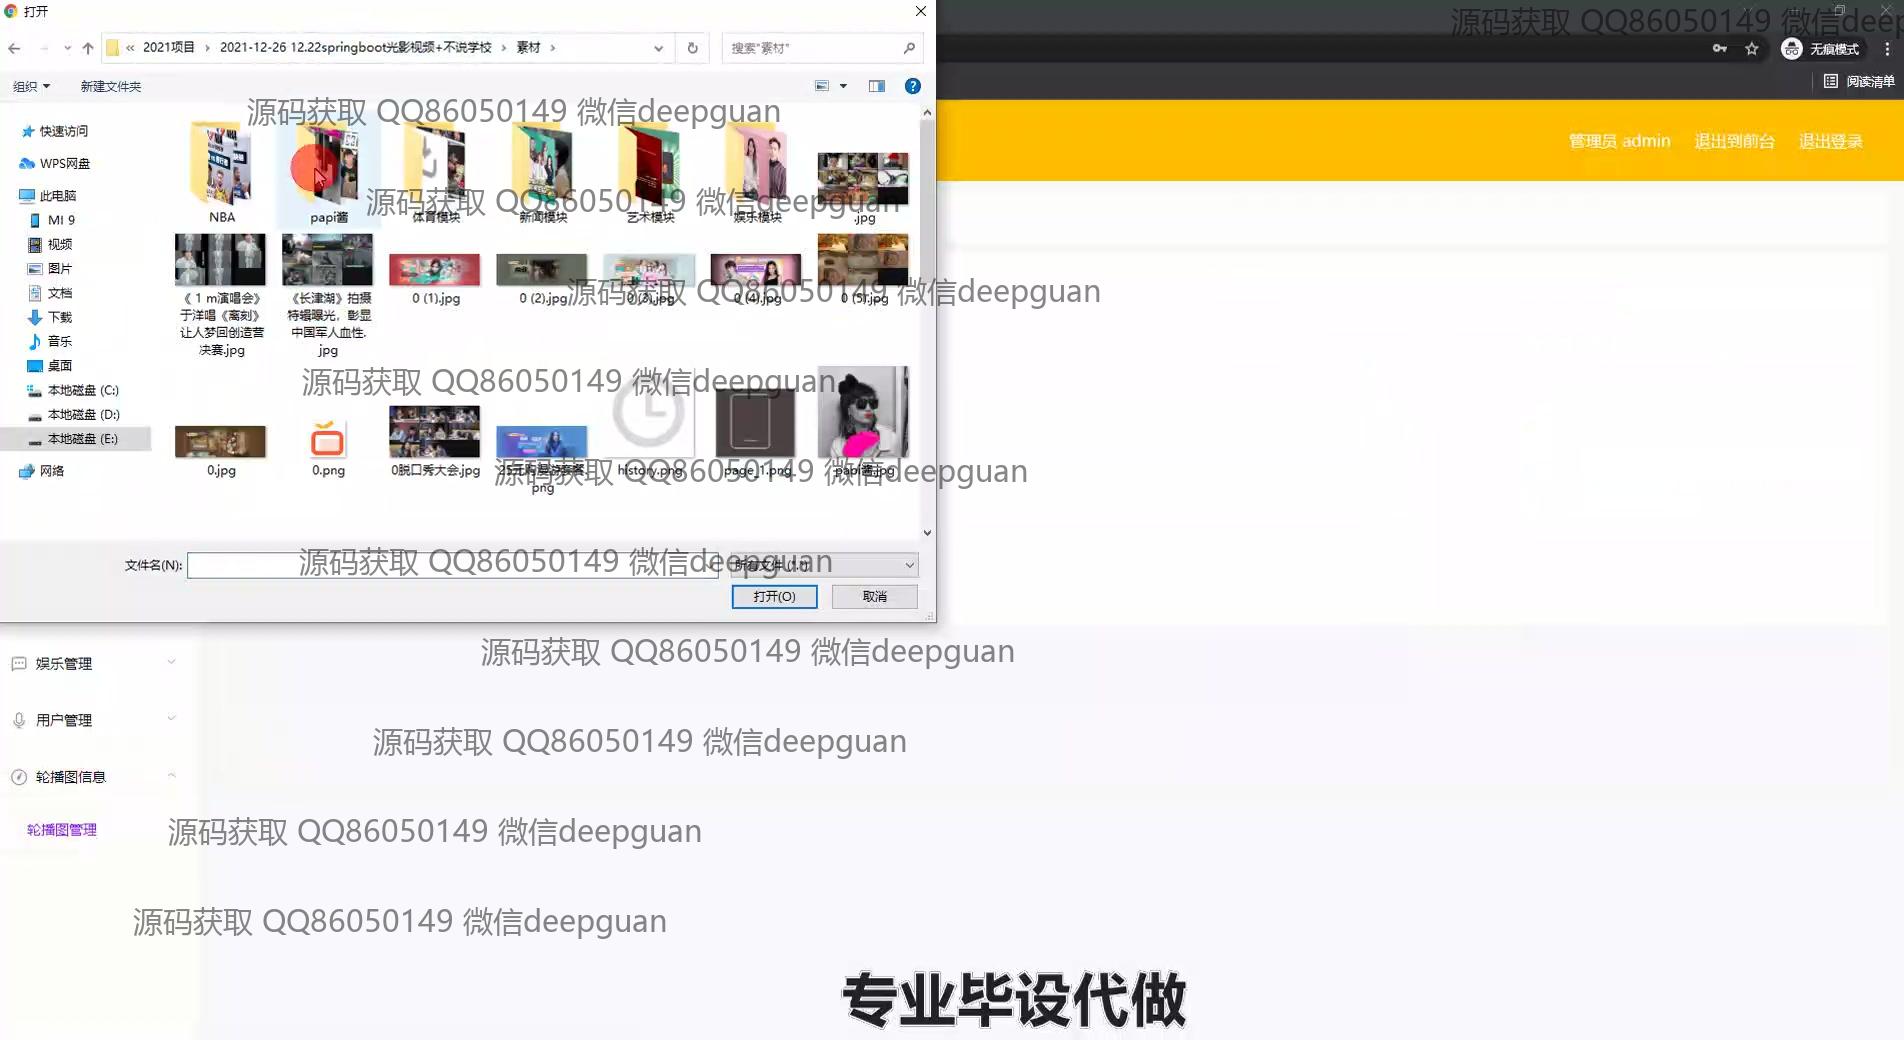 打开
源码获取 QQ86050149 微信deep
« 2021项目 › 2021-12-26 12.22springboot光影视频+不说学校 › 素材 ›
搜索"素材"
无痕模式
组织
新建文件夹
阅读清单
源码获取 QQ86050149 微信deepguan
管理员 admin
退出到前台
退出登录
快速访问
WPS网盘
此电脑
MI 9
视频
图片
文档
下载
音乐
桌面
本地磁盘 (C:)
本地磁盘 (D:)
本地磁盘 (E:)
网络
NBA
papi酱
体育模块
新闻模块
艺术模块
娱乐模块
.jpg
源码获取 QQ86050149 微信deepguan
《 1 m演唱会》
于洋唱《离刻》
让人梦回创造营
决赛.jpg
《长津湖》拍摄
特辑曝光，彰显
中国军人血性.
jpg
0 (1).jpg
0 (2).jpg
0 (3).jpg
0 (4).jpg
0 (5).jpg
源码获取 QQ86050149 微信deepguan
源码获取 QQ86050149 微信deepguan
0.jpg
0.png
0脱口秀大会.jpg
png
history.png
page_1.png
papi酱.jpg
源码获取 QQ86050149 微信deepguan
文件名(N):
所有文件 (*.*)
源码获取 QQ86050149 微信deepguan
打开(O)
取消
源码获取 QQ86050149 微信deepguan
娱乐管理
用户管理
源码获取 QQ86050149 微信deepguan
轮播图信息
轮播图管理
源码获取 QQ86050149 微信deepguan
源码获取 QQ86050149 微信deepguan
专业毕设代做